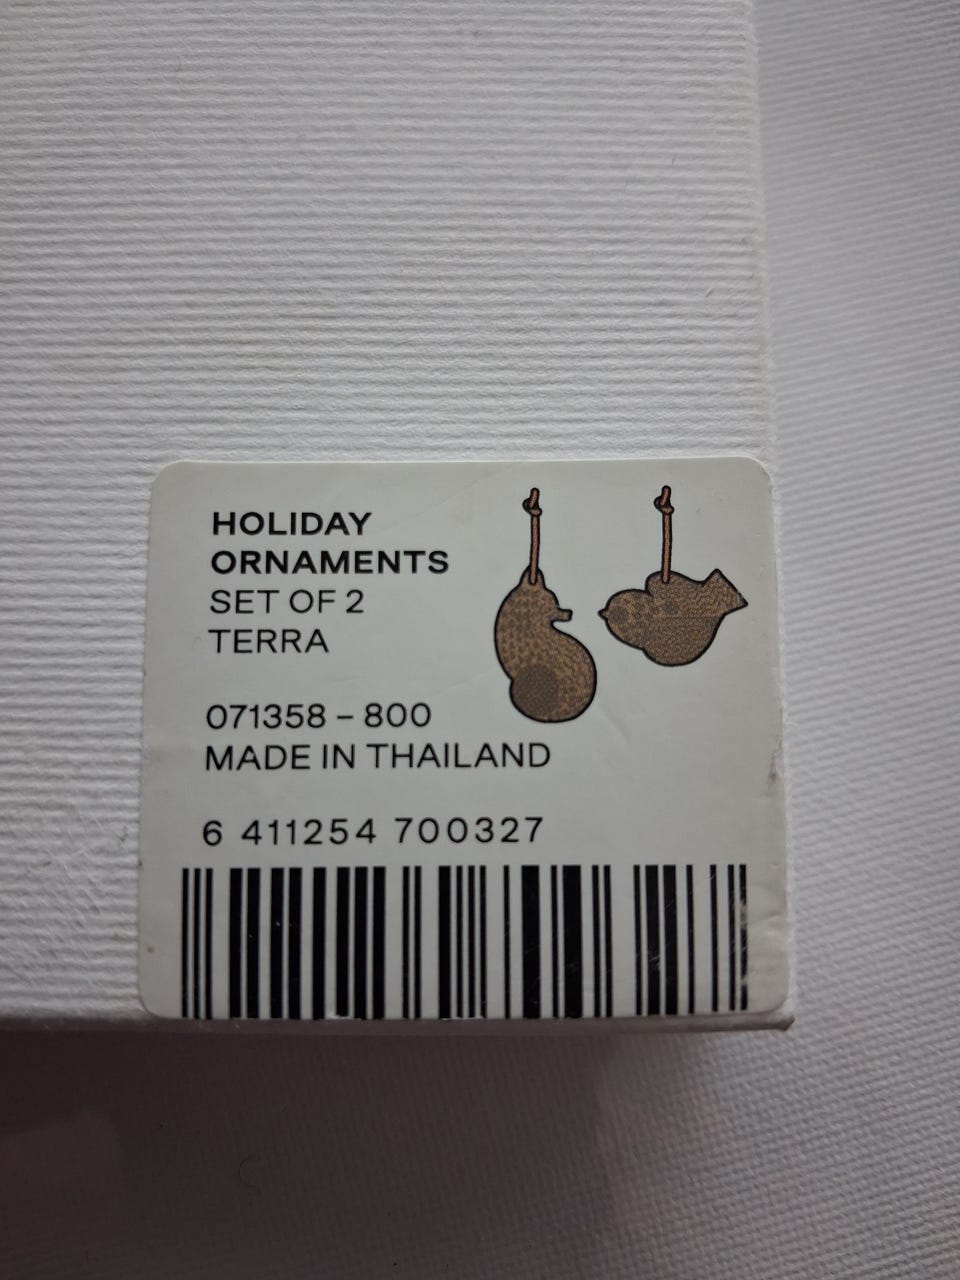 HOLIDAY
ORNAMENTS
SET OF 2
TERRA
071358 – 800
MADE IN THAILAND
6 411254 700327